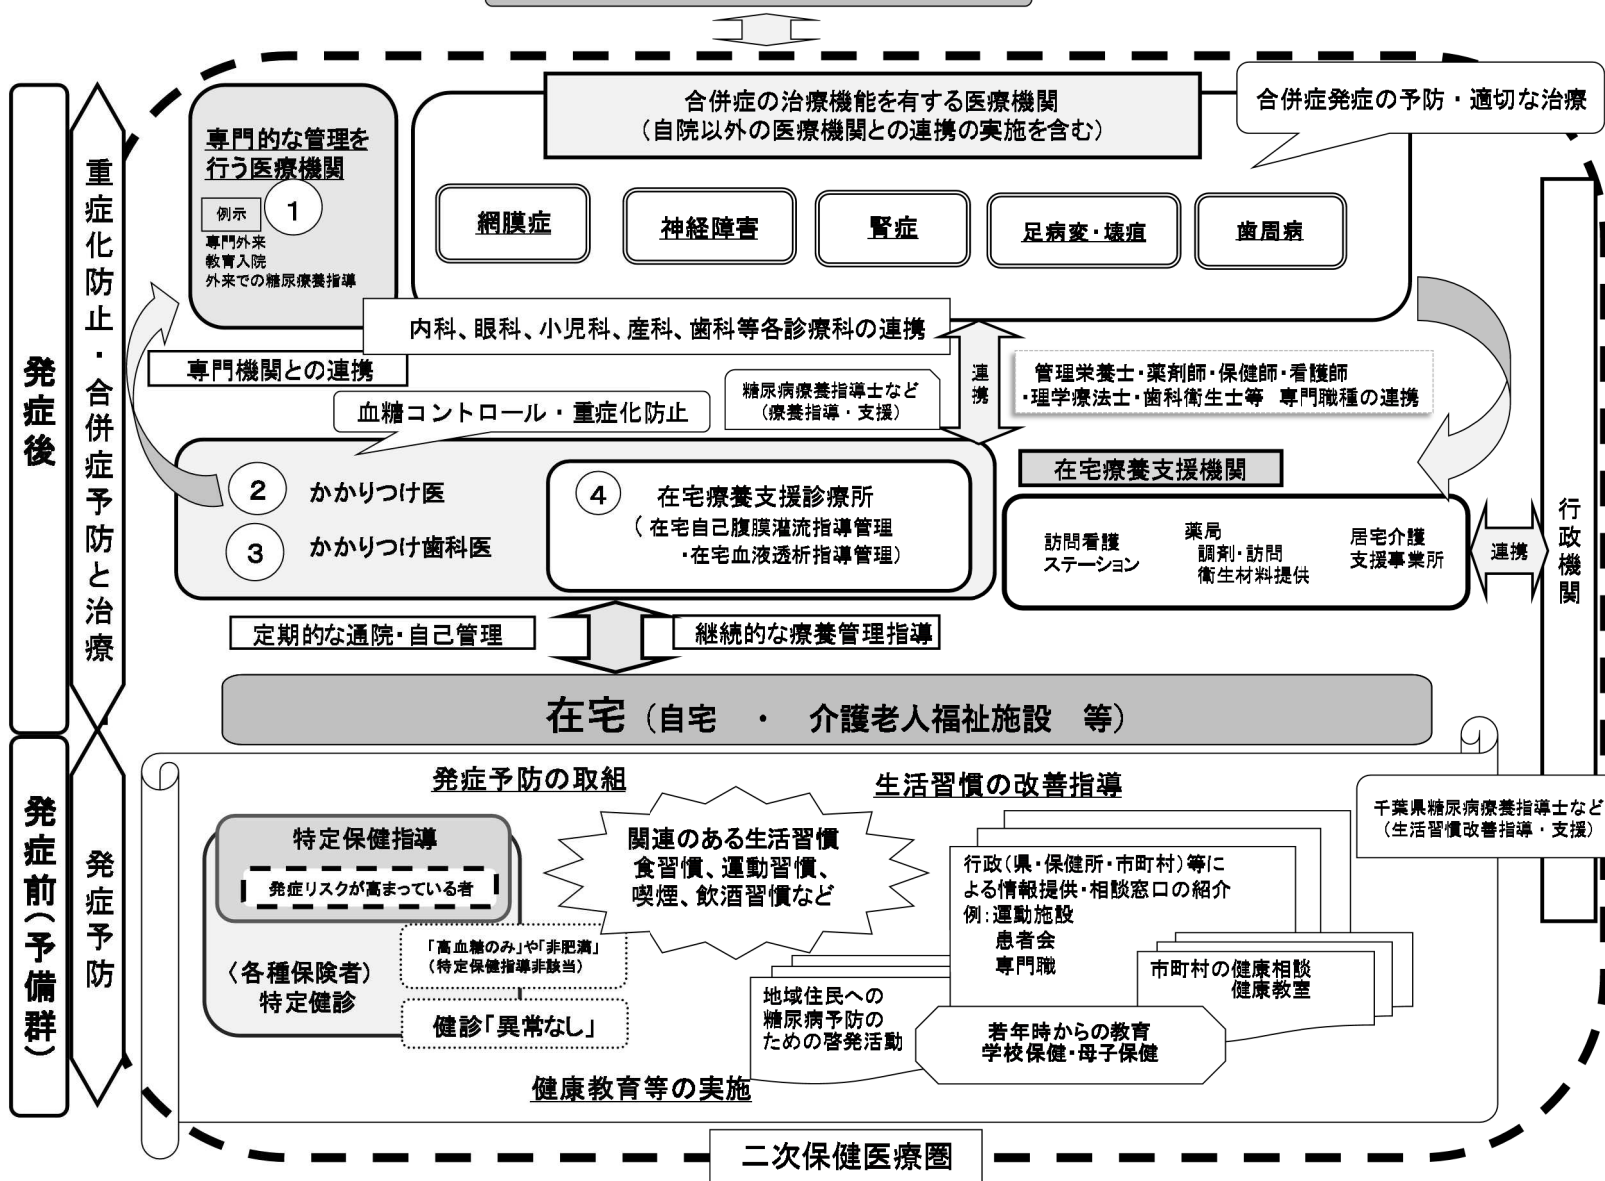 合併症の治療機能を有する医療機関
(自院以外の医療機関との連携の実施を含む)
合併症発症の予防・適切な治療
専門的な管理を
行う医療機関
例示
1
専門外来
教育入院
外来での糖尿療養指導
網膜症
神経障害
腎症
足病変・壊疽
歯周病
内科、眼科、小児科、産科、歯科等各診療科の連携
専門機関との連携
血糖コントロール・重症化防止
糖尿病療養指導士など
(療養指導・支援)
連携
管理栄養士・薬剤師・保健師・看護師
・理学療法士・歯科衛生士等 専門職種の連携
発症後
重症化防止・合併症予防と治療
2
かかりつけ医
3
かかりつけ歯科医
4
在宅療養支援診療所
(在宅自己腹膜灌流指導管理
・在宅血液透析指導管理)
在宅療養支援機関
訪問看護
ステーション
薬局
調剤・訪問
衛生材料提供
居宅介護
支援事業所
連携
行政機関
定期的な通院・自己管理
継続的な療養管理指導
在宅(自宅 ・ 介護老人福祉施設 等)
発症前(予備群)
発症予防
発症予防の取組
生活習慣の改善指導
千葉県糖尿病療養指導士など
(生活習慣改善指導・支援)
特定保健指導
発症リスクが高まっている者
関連のある生活習慣
食習慣、運動習慣、
喫煙、飲酒習慣など
「高血糖のみ」や「非肥満」
(特定保健指導非該当)
〈各種保険者〉
特定健診
健診「異常なし」
行政(県・保健所・市町村)等に
よる情報提供・相談窓口の紹介
例:運動施設
患者会
専門職
市町村の健康相談
健康教室
地域住民への
糖尿病予防の
ための啓発活動
若年時からの教育
学校保健・母子保健
健康教育等の実施
二次保健医療圏